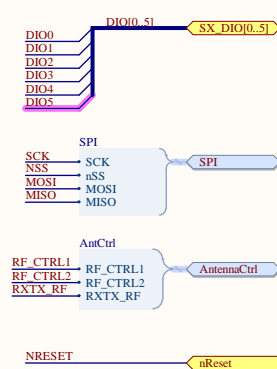 DIO[0..5] SX_DIO[0..5]
DIO0
DIO1
DIO2
DIO3
DIO4
DIO5
SPI
SCK SCK SPI
NSS nSS
MOSI MOSI
MISO MISO
AntCtrl
RF_CTRL1 RF_CTRL1 AntennaCtrl
RF_CTRL2 RF_CTRL2
RXTX_RF RXTX_RF
NRESET nReset